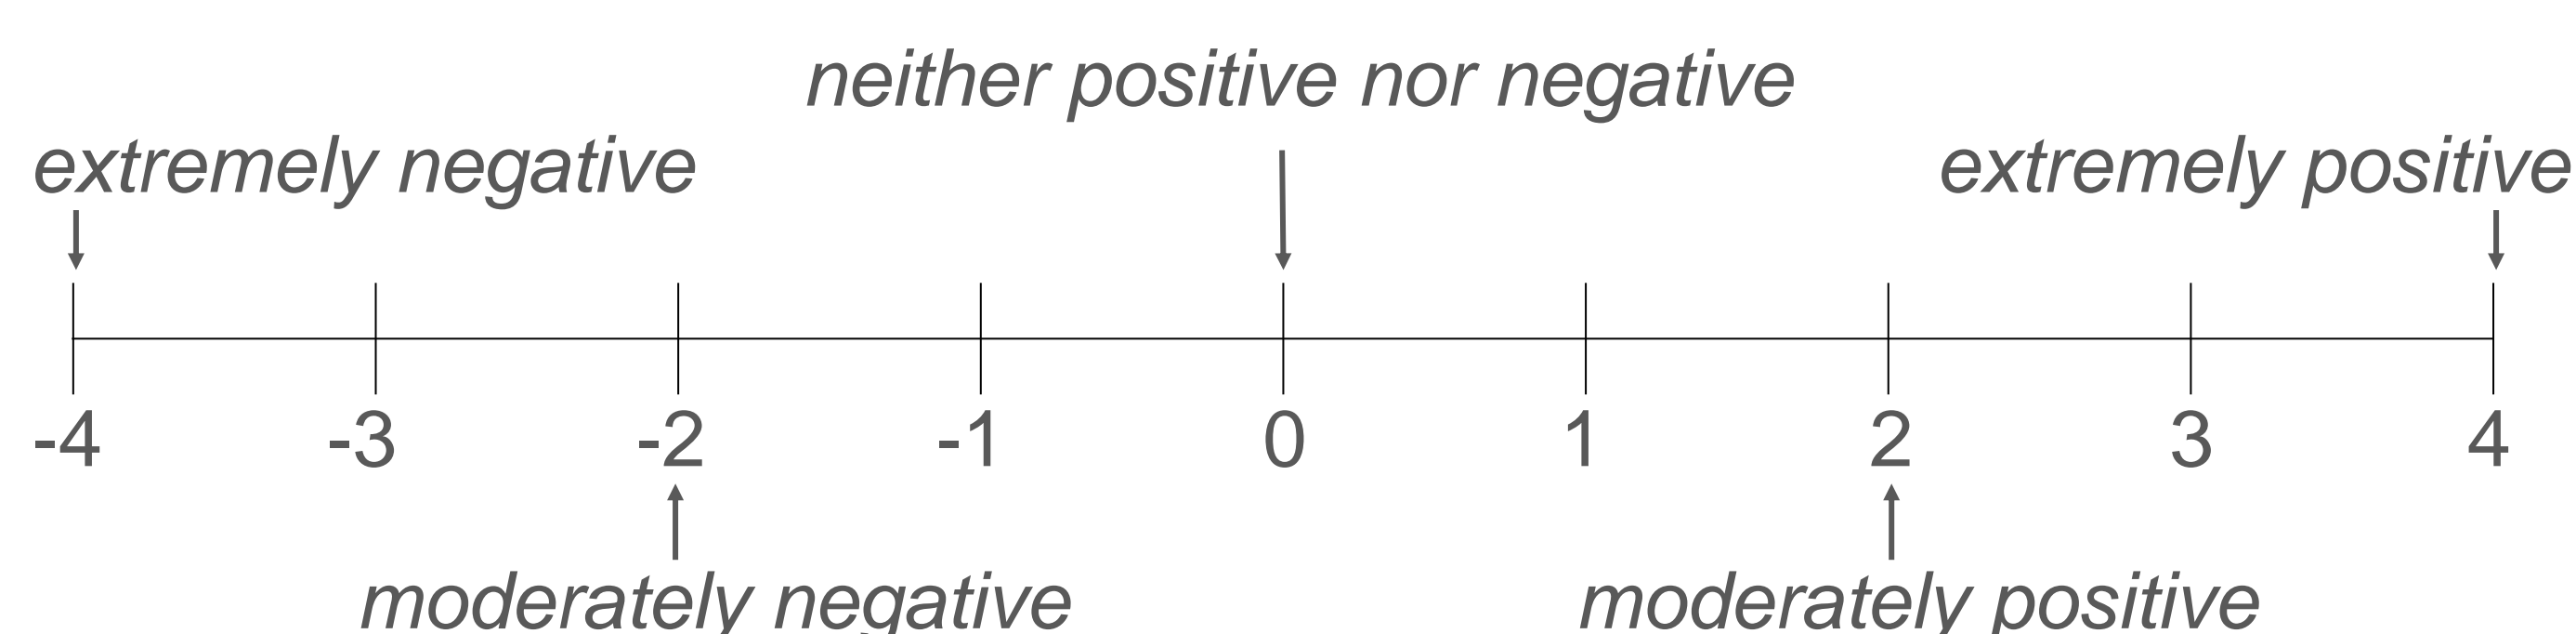 neither positive nor negative
extremely negative extremely positive
-4 -3 -2 -1 0 1 2 3 4
moderately negative moderately positive